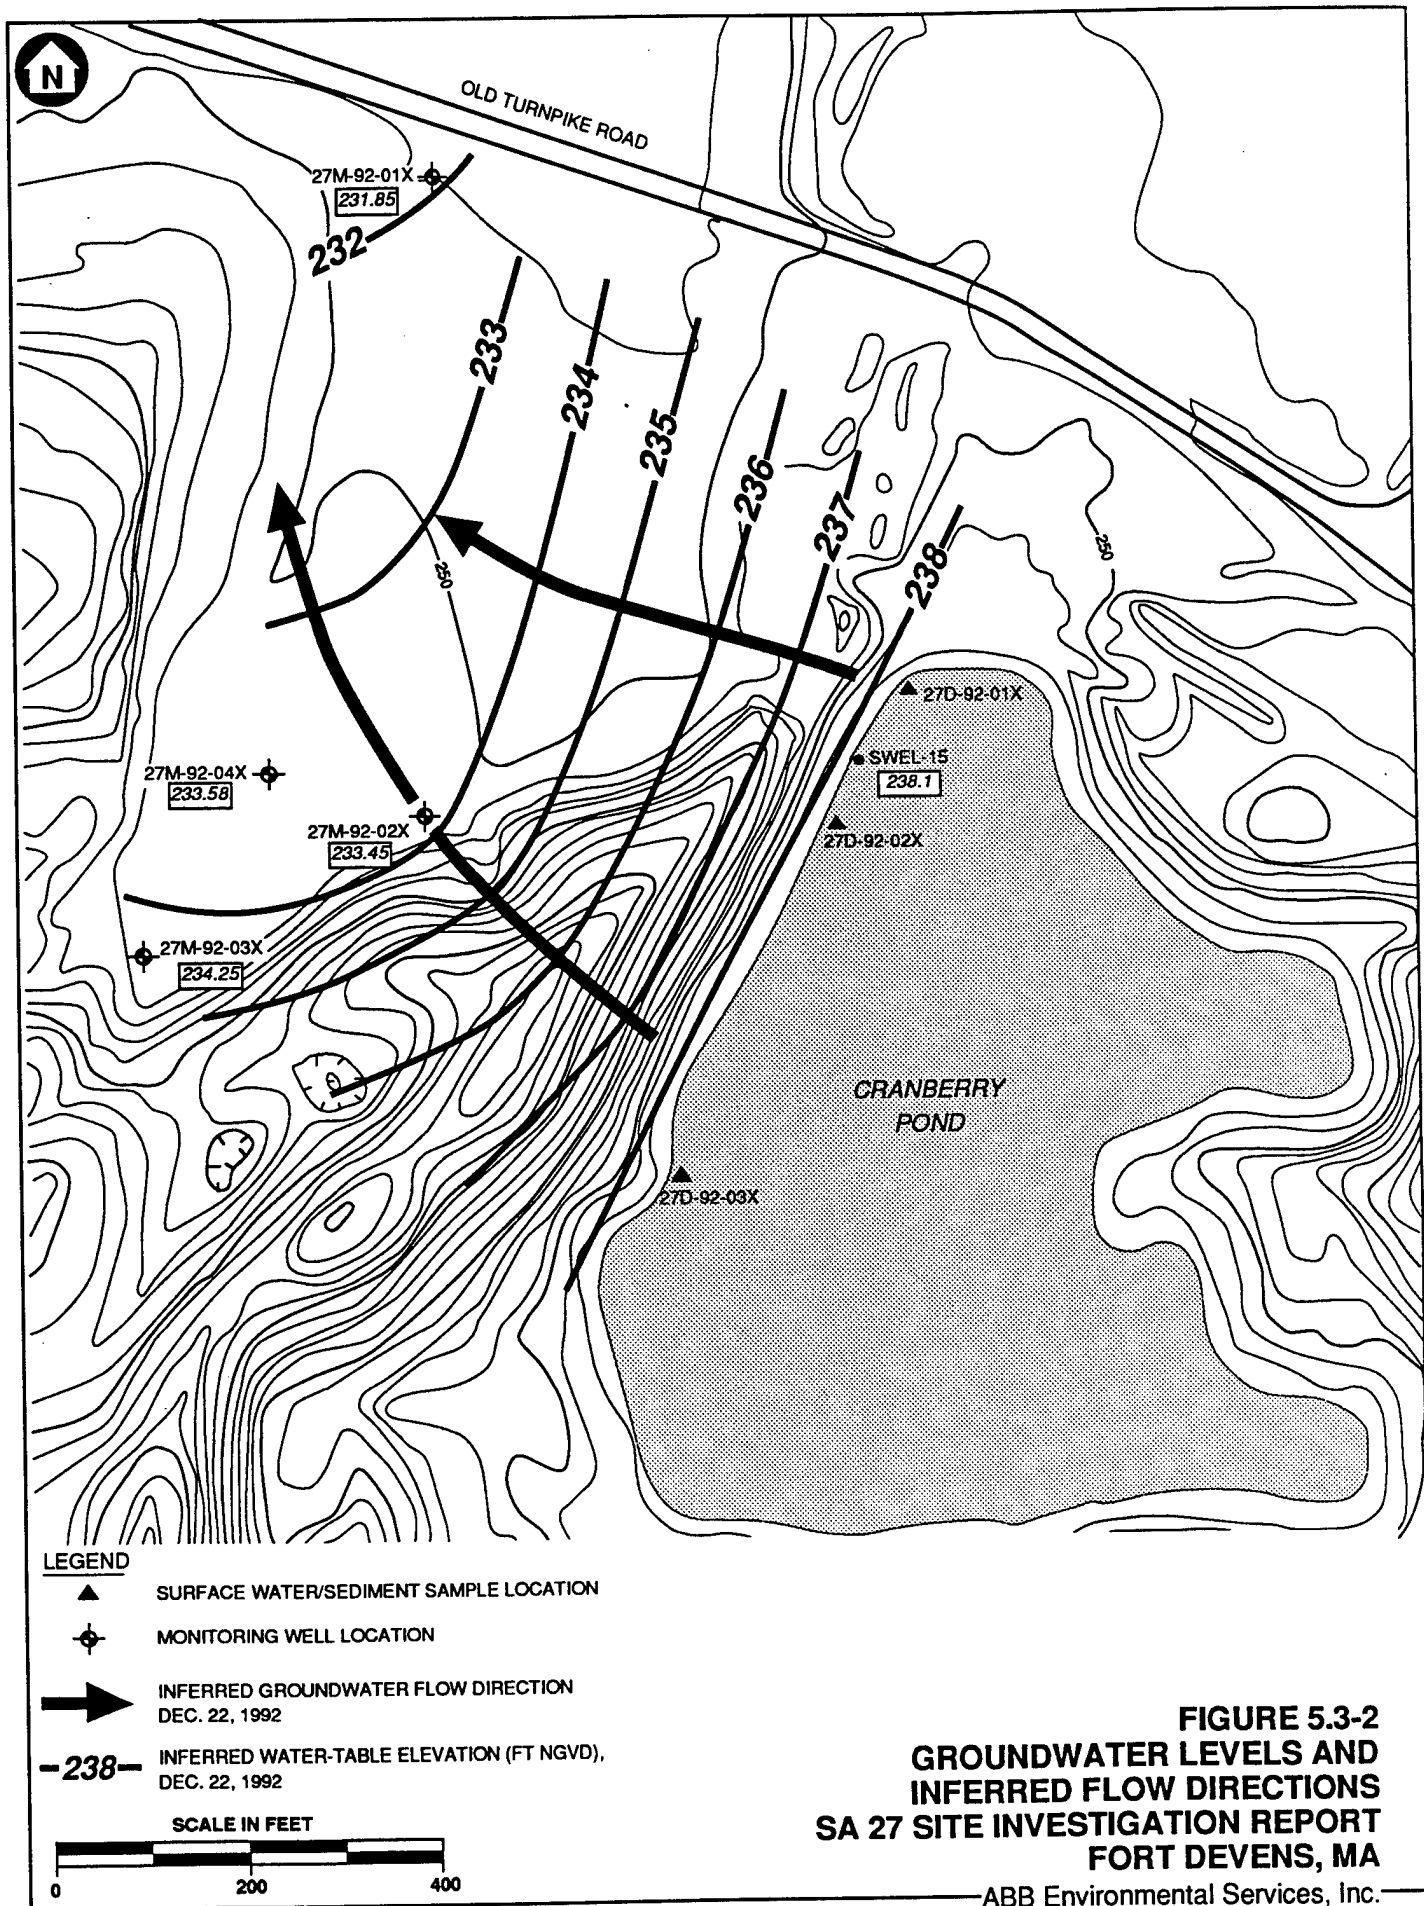 N
OLD TURNPIKE ROAD
27M-92-01X
231.85
232
233
234
235
236
237
238
250
250
27D-92-01X
SWEL-15
238.1
27D-92-02X
27M-92-04X
233.58
27M-92-02X
233.45
27M-92-03X
234.25
CRANBERRY
POND
27D-92-03X
LEGEND
SURFACE WATER/SEDIMENT SAMPLE LOCATION
MONITORING WELL LOCATION
INFERRED GROUNDWATER FLOW DIRECTION
DEC. 22, 1992
238
INFERRED WATER-TABLE ELEVATION (FT NGVD),
DEC. 22, 1992
SCALE IN FEET
0 200 400
FIGURE 5.3-2
GROUNDWATER LEVELS AND
INFERRED FLOW DIRECTIONS
SA 27 SITE INVESTIGATION REPORT
FORT DEVENS, MA
ABB Environmental Services, Inc.